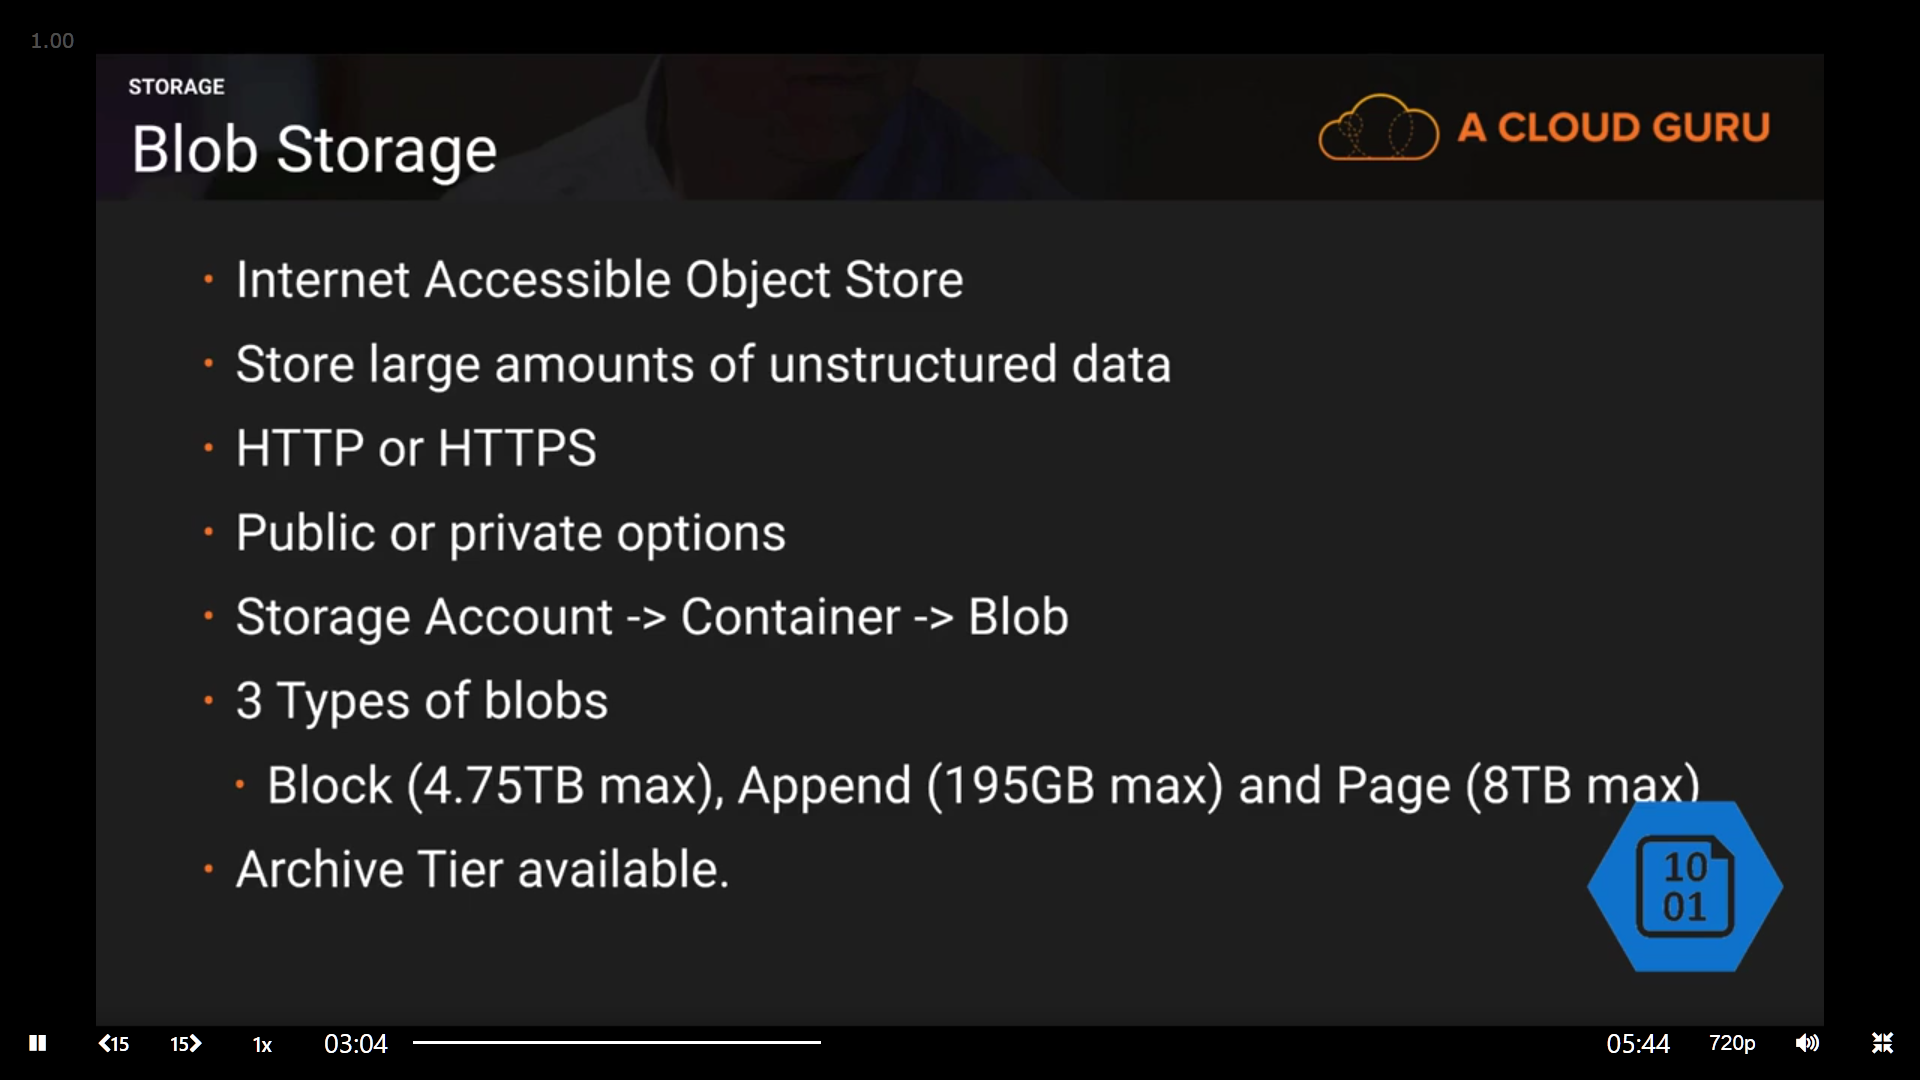 1.00
STORAGE
Blob Storage
A CLOUD GURU
• Internet Accessible Object Store
• Store large amounts of unstructured data
• HTTP or HTTPS
• Public or private options
• Storage Account -> Container -> Blob
• 3 Types of blobs
• Block (4.75TB max), Append (195GB max) and Page (8TB max)
• Archive Tier available.
10
01
15 15 1x 03:04 05:44 720p